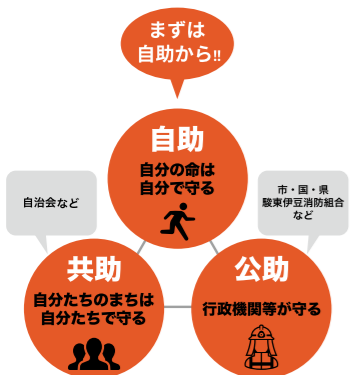 まずは
自助から!!
自助
自分の命は
自分で守る
自治会など
市・国・県
駿東伊豆消防組合
など
共助
自分たちのまちは
自分たちで守る
公助
行政機関等が守る